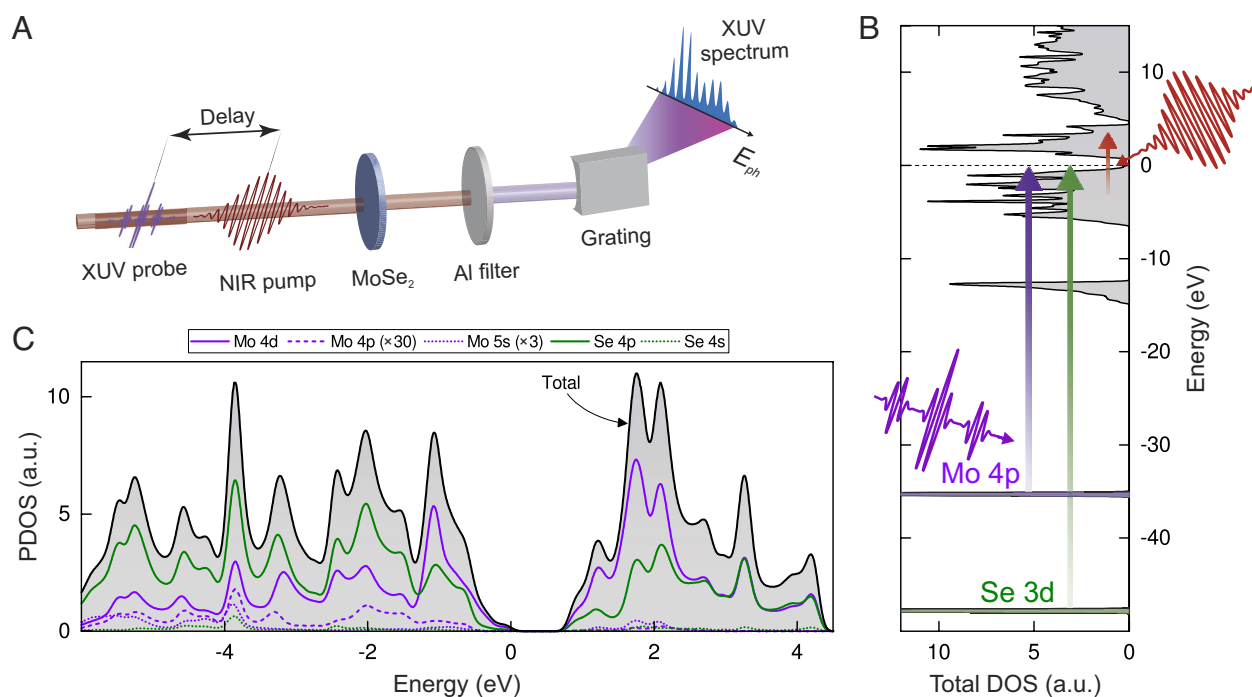 A
XUV
spectrum
Delay
E_ph
XUV probe
NIR pump
MoSe₂
Al filter
Grating
B
10
0
-10
-20
-30
-40
Energy (eV)
Mo 4p
Se 3d
10
5
0
Total DOS (a.u.)
C
Mo 4d
Mo 4p (×30)
Mo 5s (×3)
Se 4p
Se 4s
Total
10
5
0
PDOS (a.u.)
-4
-2
0
2
4
Energy (eV)